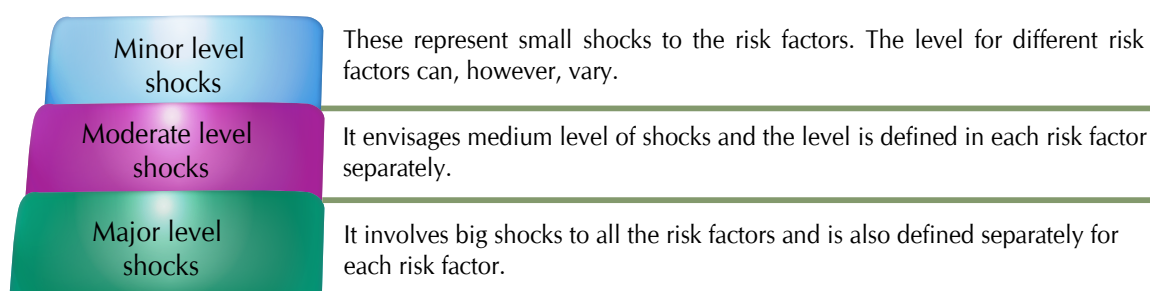 Minor level
shocks
These represent small shocks to the risk factors. The level for different risk
factors can, however, vary.
Moderate level
shocks
It envisages medium level of shocks and the level is defined in each risk factor
separately.
Major level
shocks
It involves big shocks to all the risk factors and is also defined separately for
each risk factor.